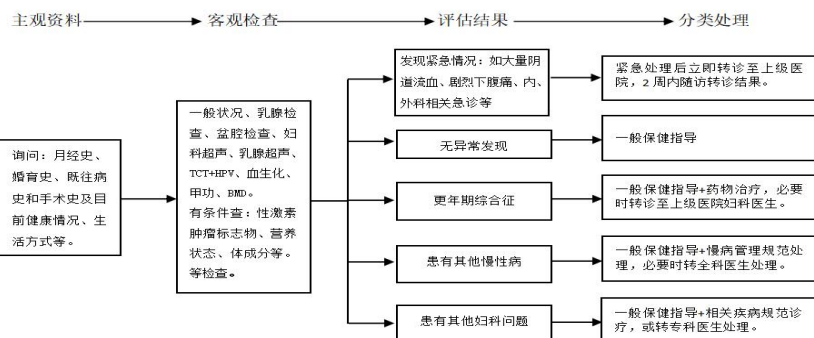 主观资料
客观检查
评估结果
分类处理
询问：月经史、
婚育史、既往病
史和手术史及目
前健康情况、生
活方式等。
一般状况、乳腺检
查、盆腔检查、妇
科超声、乳腺超声、
TCT+HPV、血生化、
甲功、BMD。
有条件查：性激素
肿瘤标志物、营养
状态、体成分等。
等检查。
发现紧急情况：如大量阴
道流血、剧烈下腹痛、内、
外科相关急诊等
紧急处理后立即转诊至上级医
院，2周内随访转诊结果。
无异常发现
一般保健指导
更年期综合征
一般保健指导+药物治疗，必要
时转诊至上级医院妇科医生。
患有其他慢性病
一般保健指导+慢病管理规范处
理，必要时转全科医生处理。
患有其他妇科问题
一般保健指导+相关疾病规范诊
疗，或转专科医生处理。